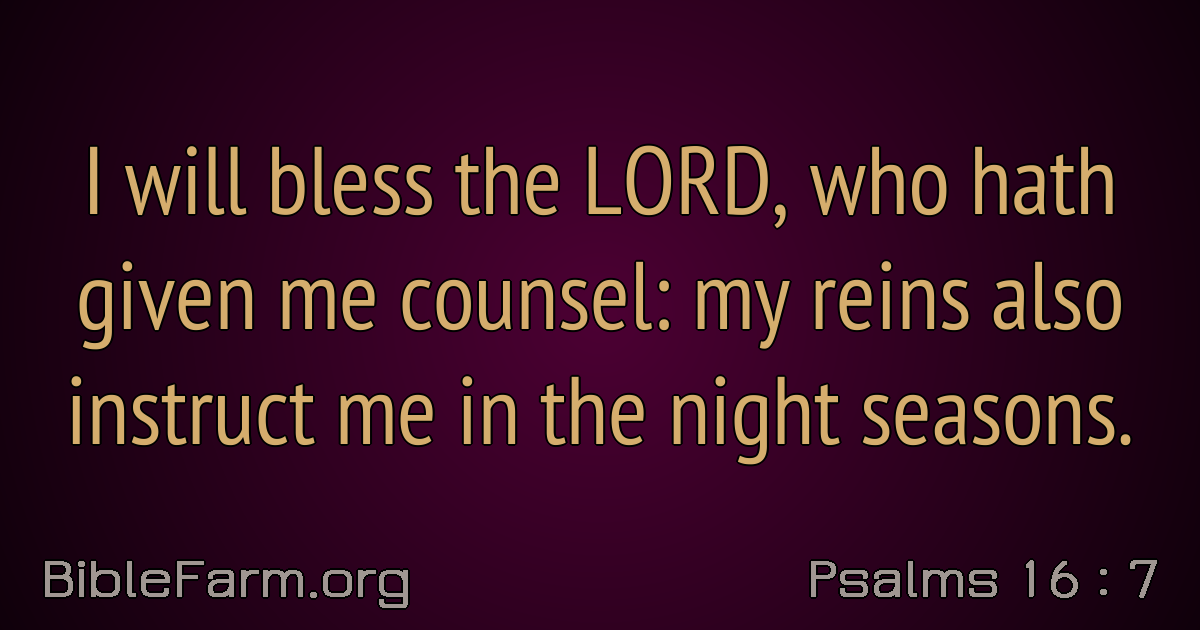 I will bless the LORD, who hath
given me counsel: my reins also
instruct me in the night seasons.
BibleFarm.org
Psalms 16 : 7